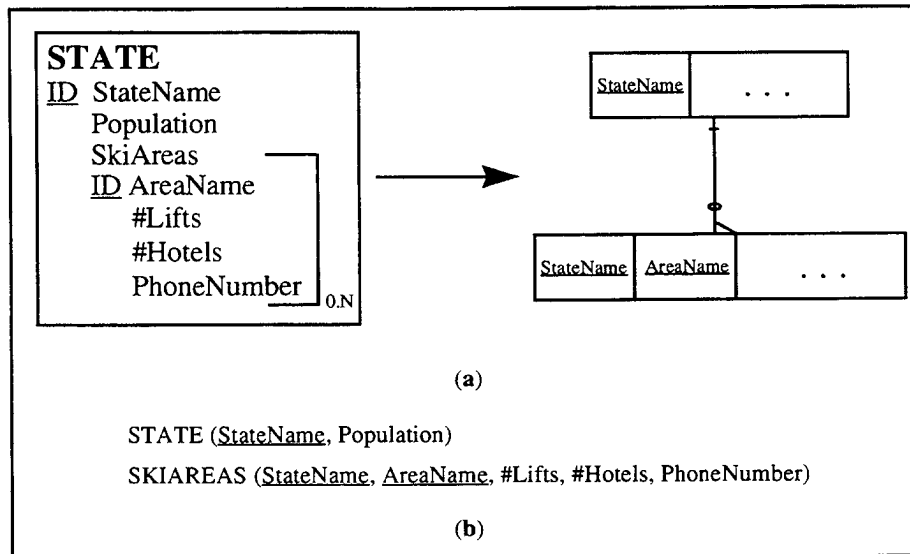 STATE
ID StateName
Population
SkiAreas
ID AreaName
#Lifts
#Hotels
PhoneNumber
0.N
StateName . . .
StateName AreaName . . .
(a)
STATE (StateName, Population)
SKIAREAS (StateName, AreaName, #Lifts, #Hotels, PhoneNumber)
(b)